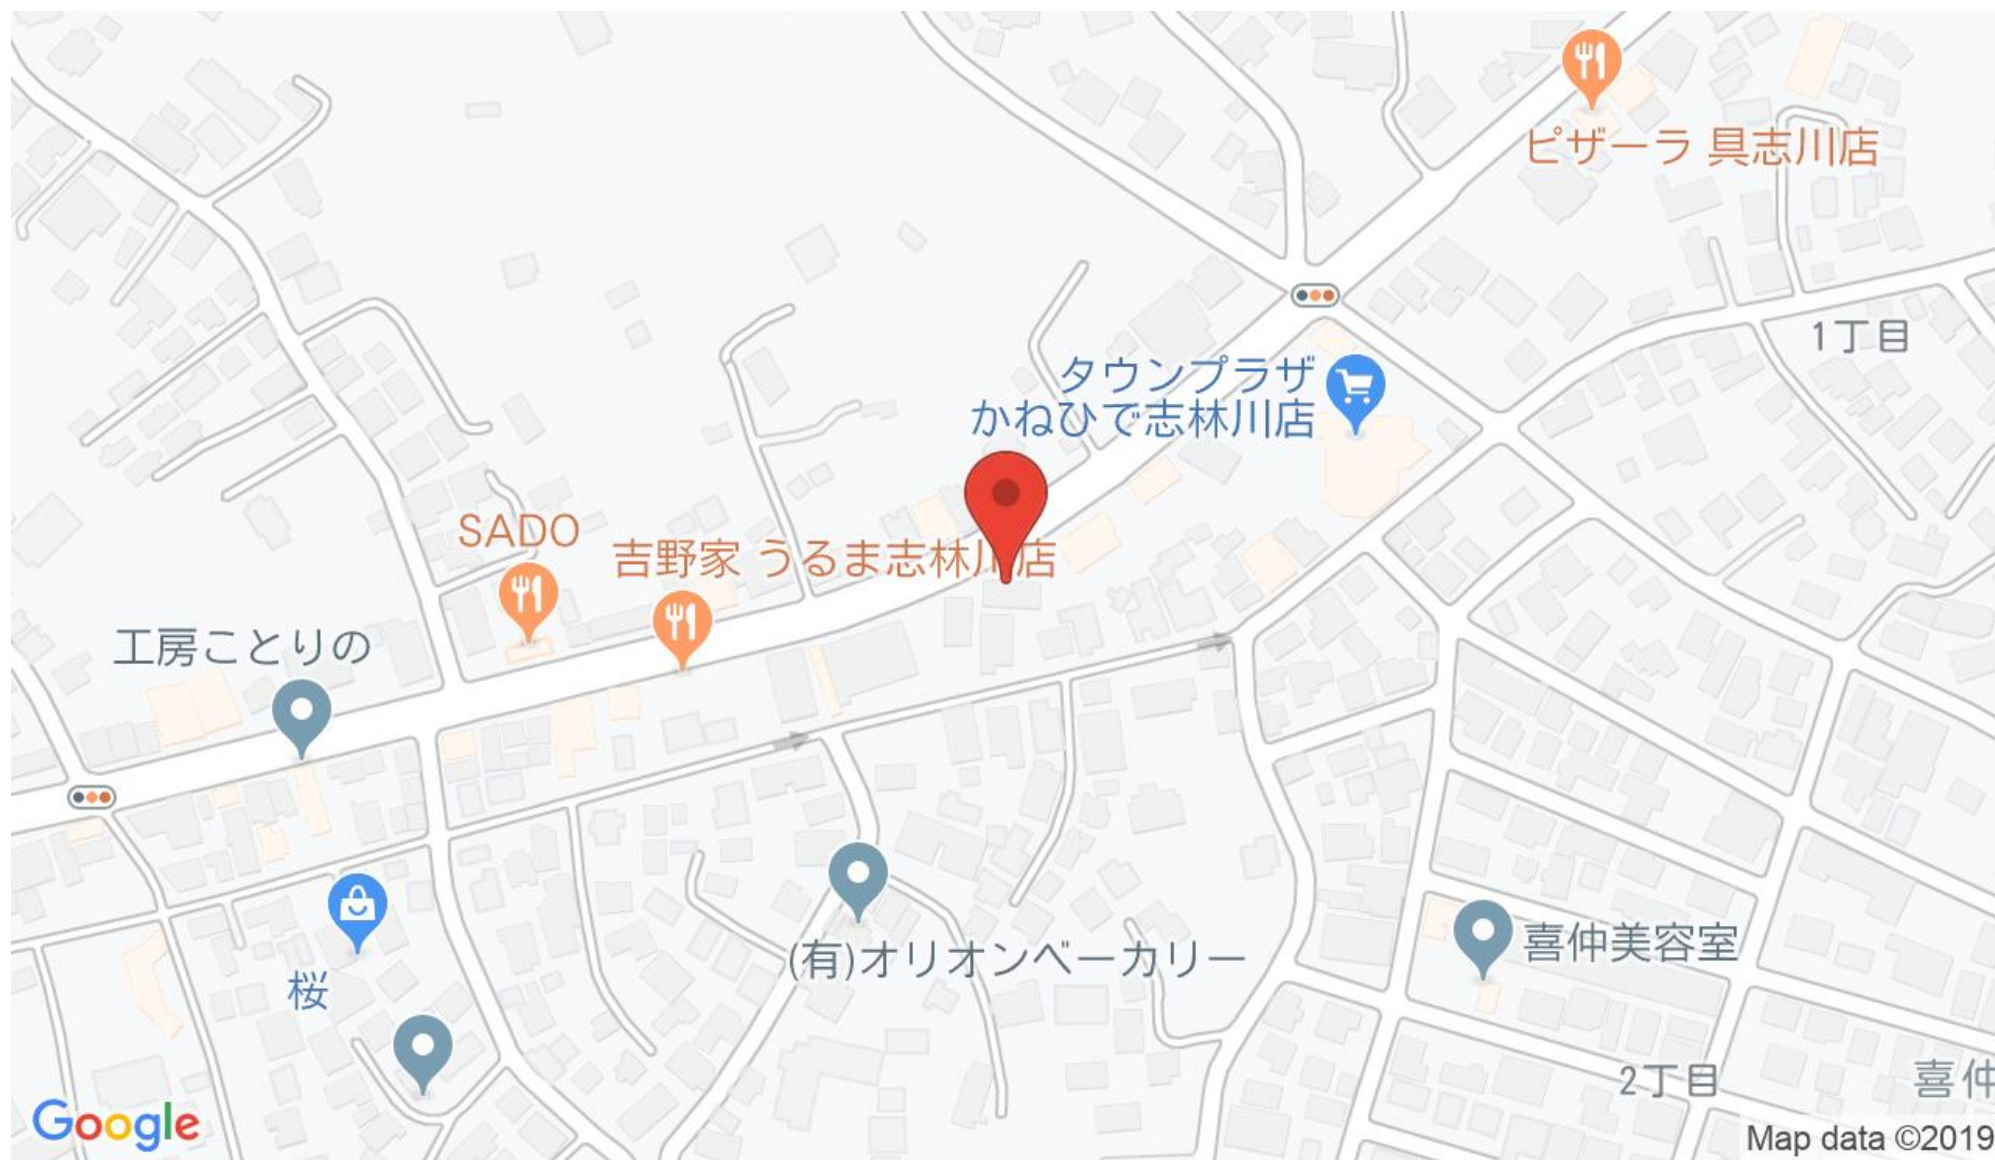 ピザーラ 具志川店
1丁目
タウンプラザ
かねひで志林川店
SADO
吉野家 うるま志林川店
工房ことりの
(有)オリオンベーカリー
喜仲美容室
桜
2丁目
喜仲
Google
Map data ©2019